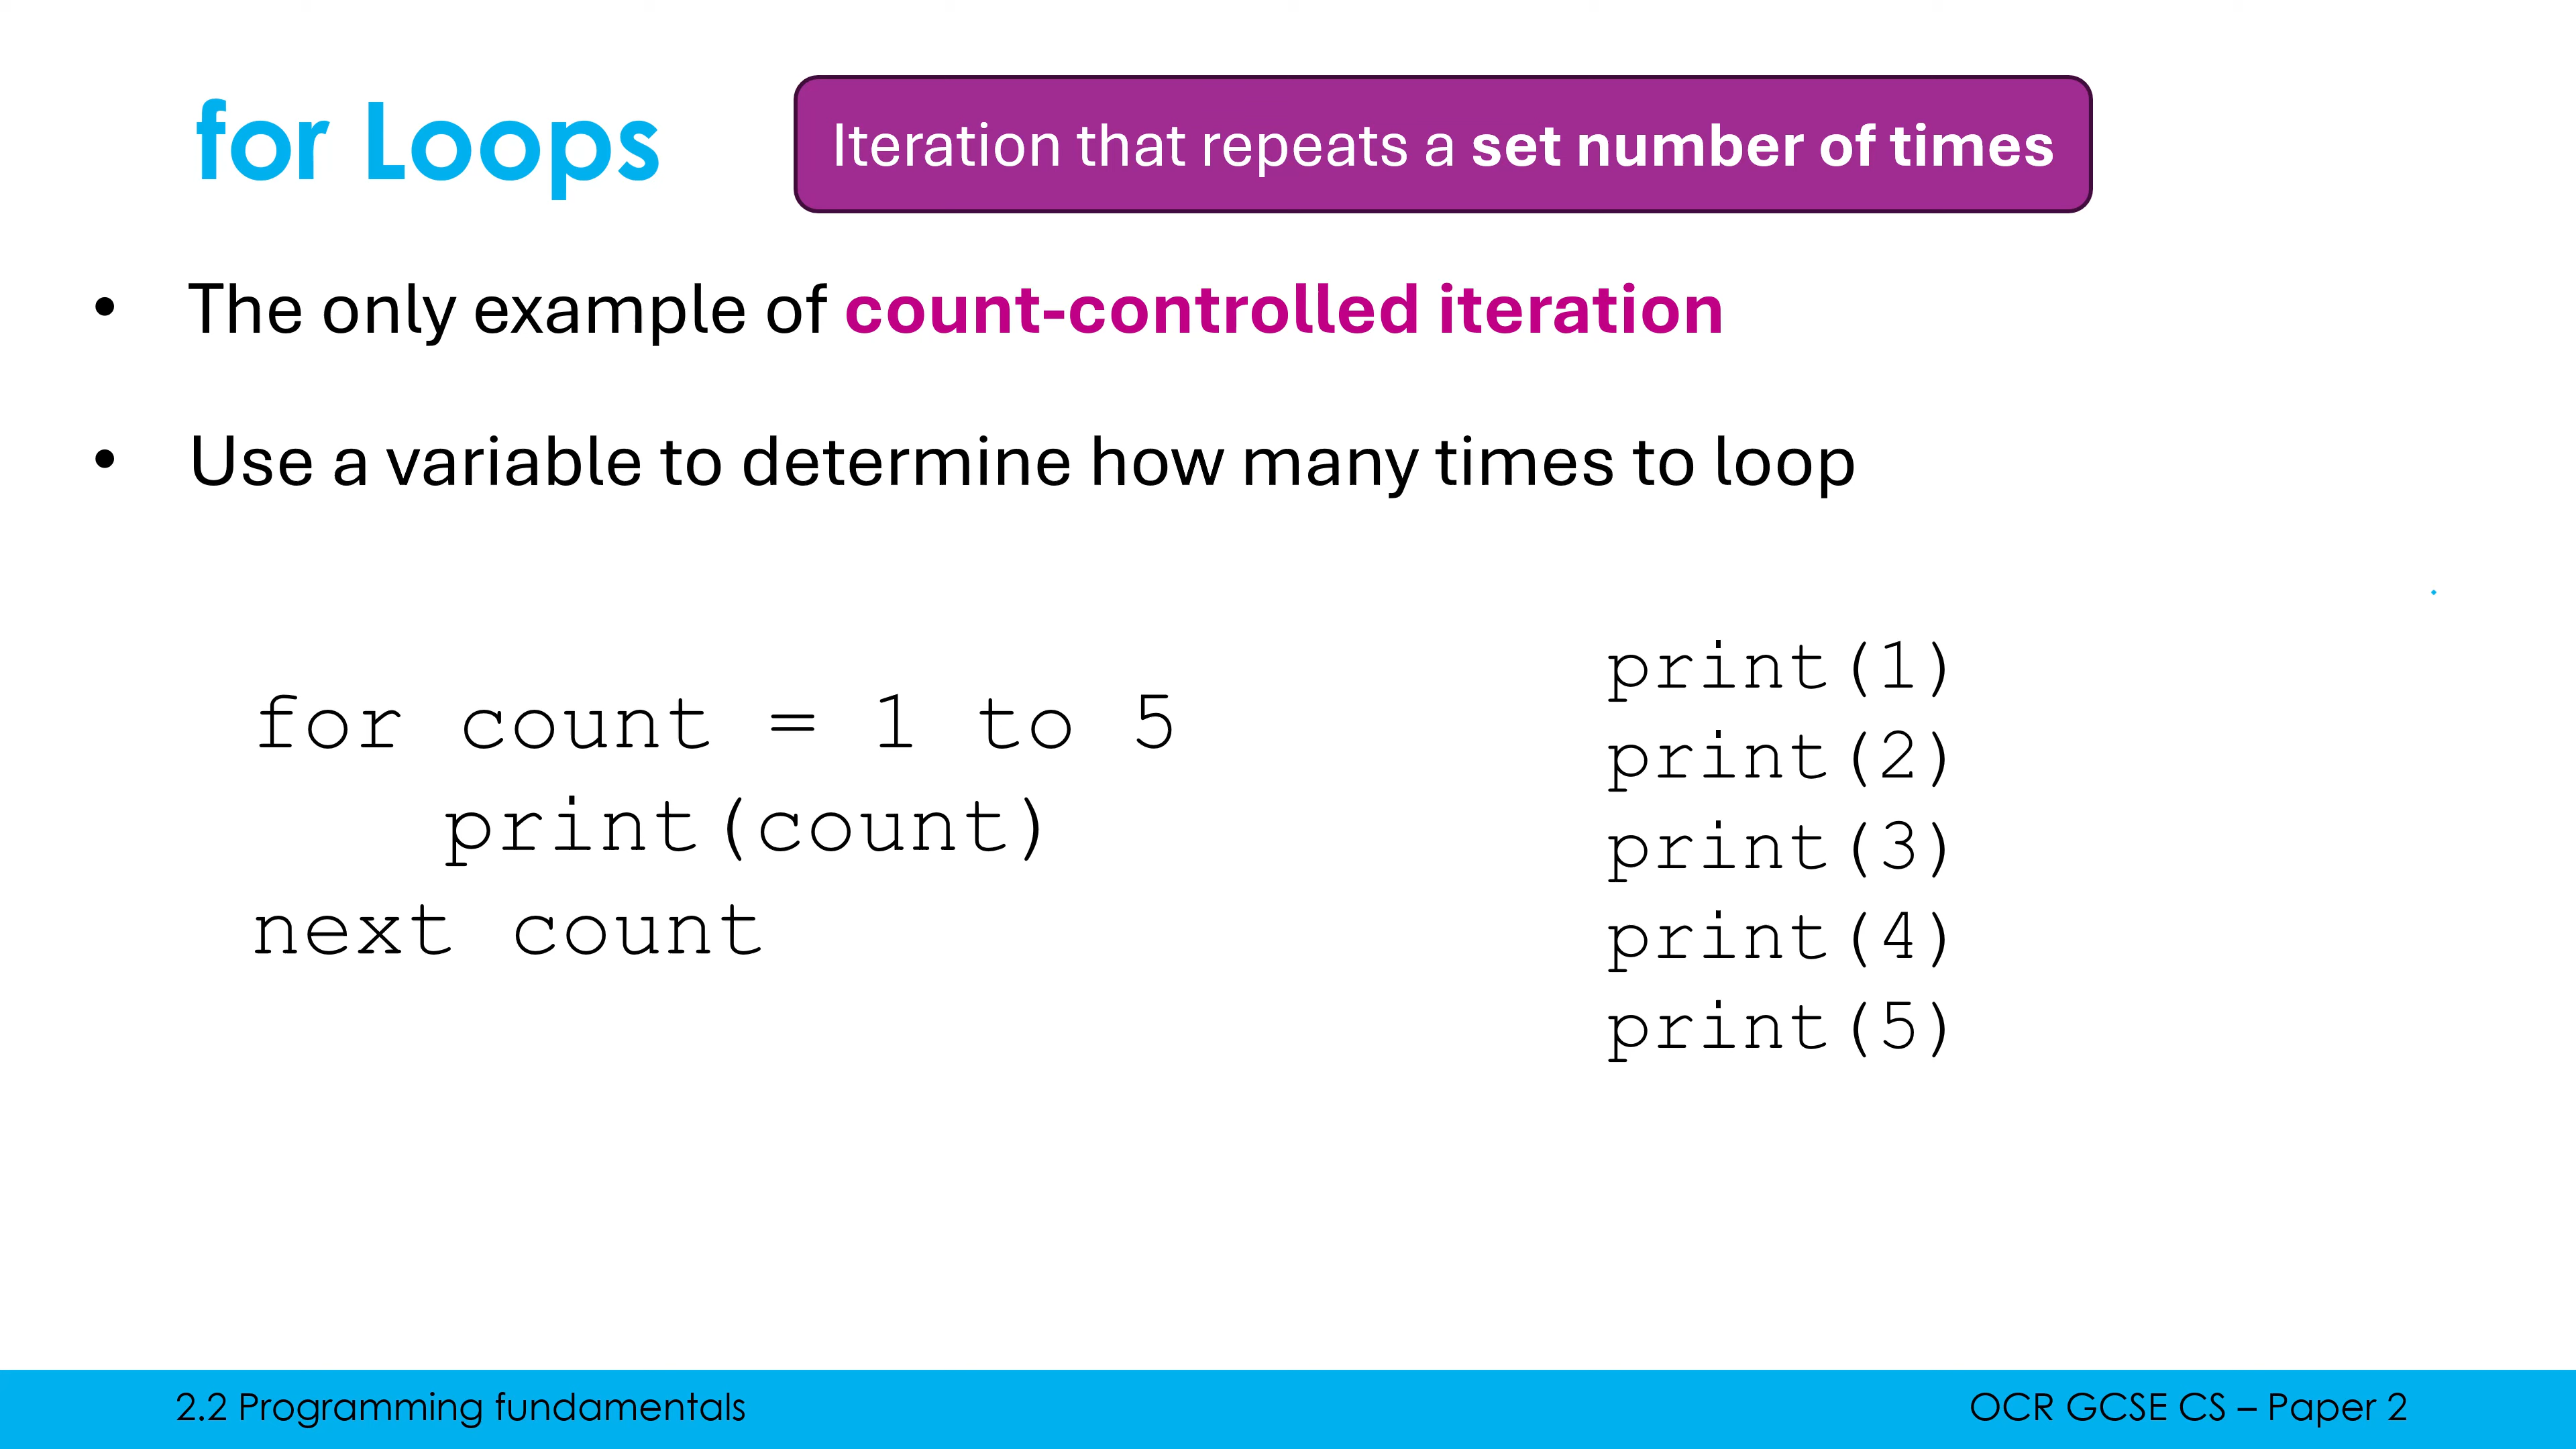 for Loops
Iteration that repeats a set number of times
• The only example of count-controlled iteration
• Use a variable to determine how many times to loop
for count = 1 to 5
    print(count)
next count
print(1)
print(2)
print(3)
print(4)
print(5)
2.2 Programming fundamentals
OCR GCSE CS – Paper 2